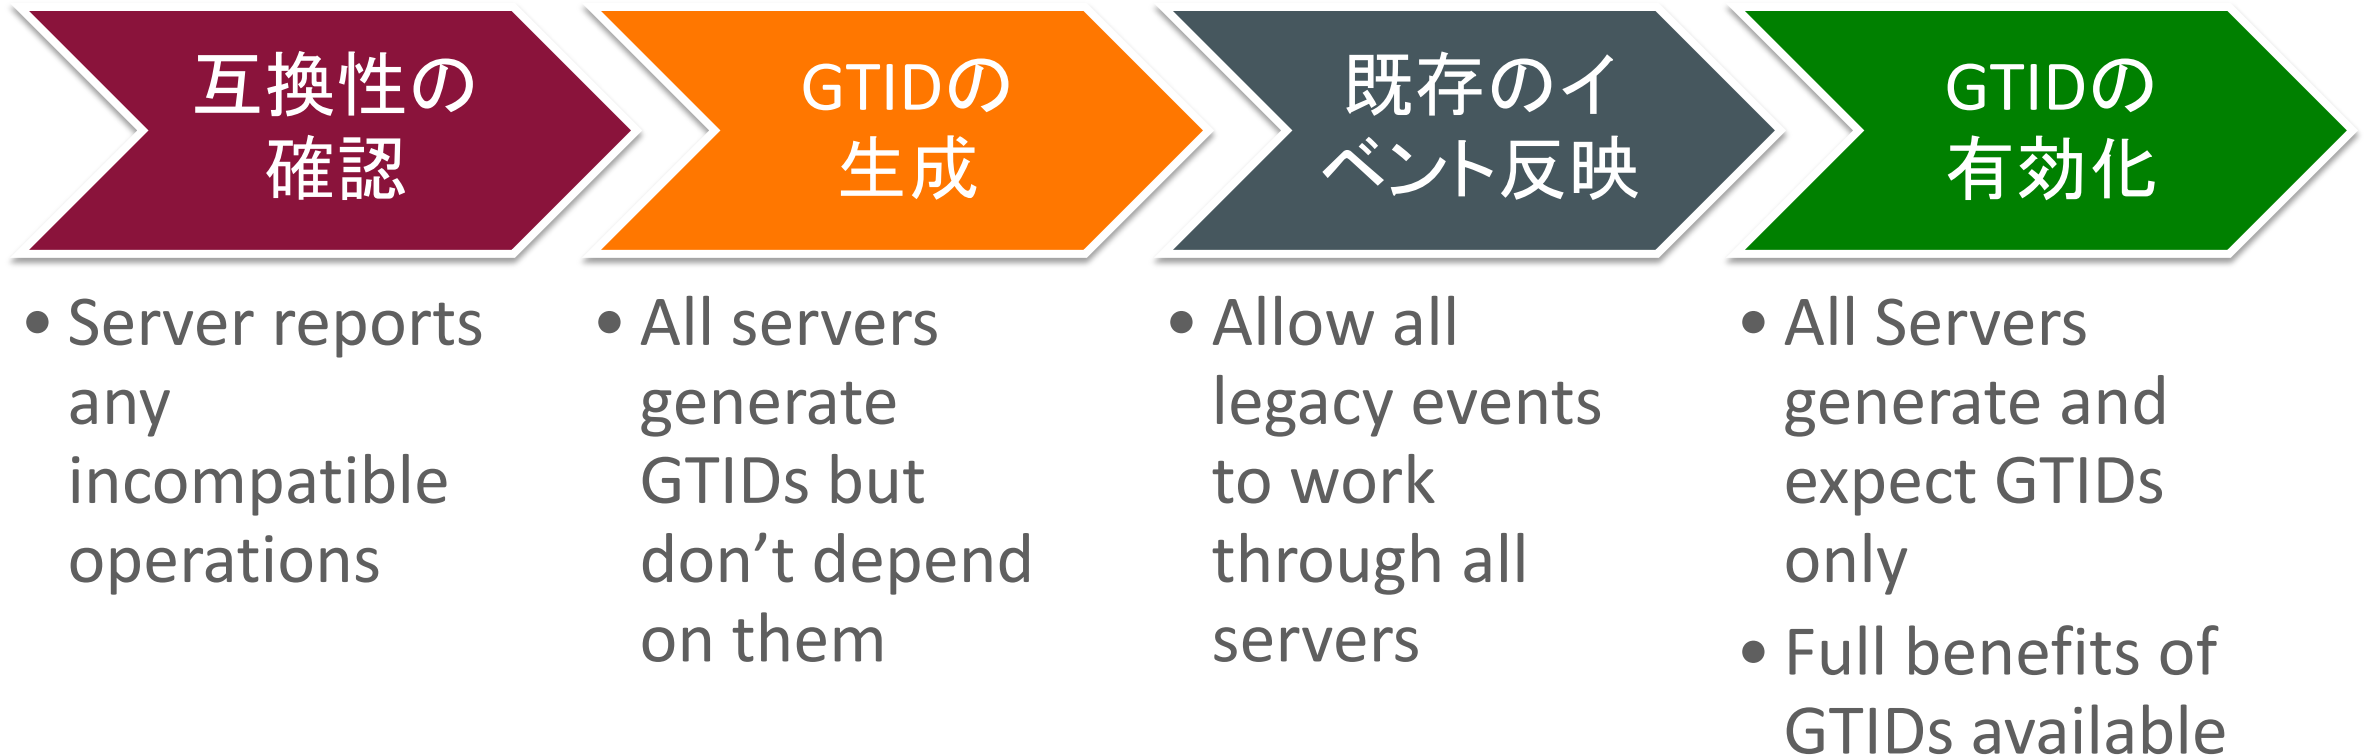 互換性の
確認
• Server reports
any
incompatible
operations
GTIDの
生成
• All servers
generate
GTIDs but
don’t depend
on them
既存のイ
ベント反映
• Allow all
legacy events
to work
through all
servers
GTIDの
有効化
• All Servers
generate and
expect GTIDs
only
• Full benefits of
GTIDs available